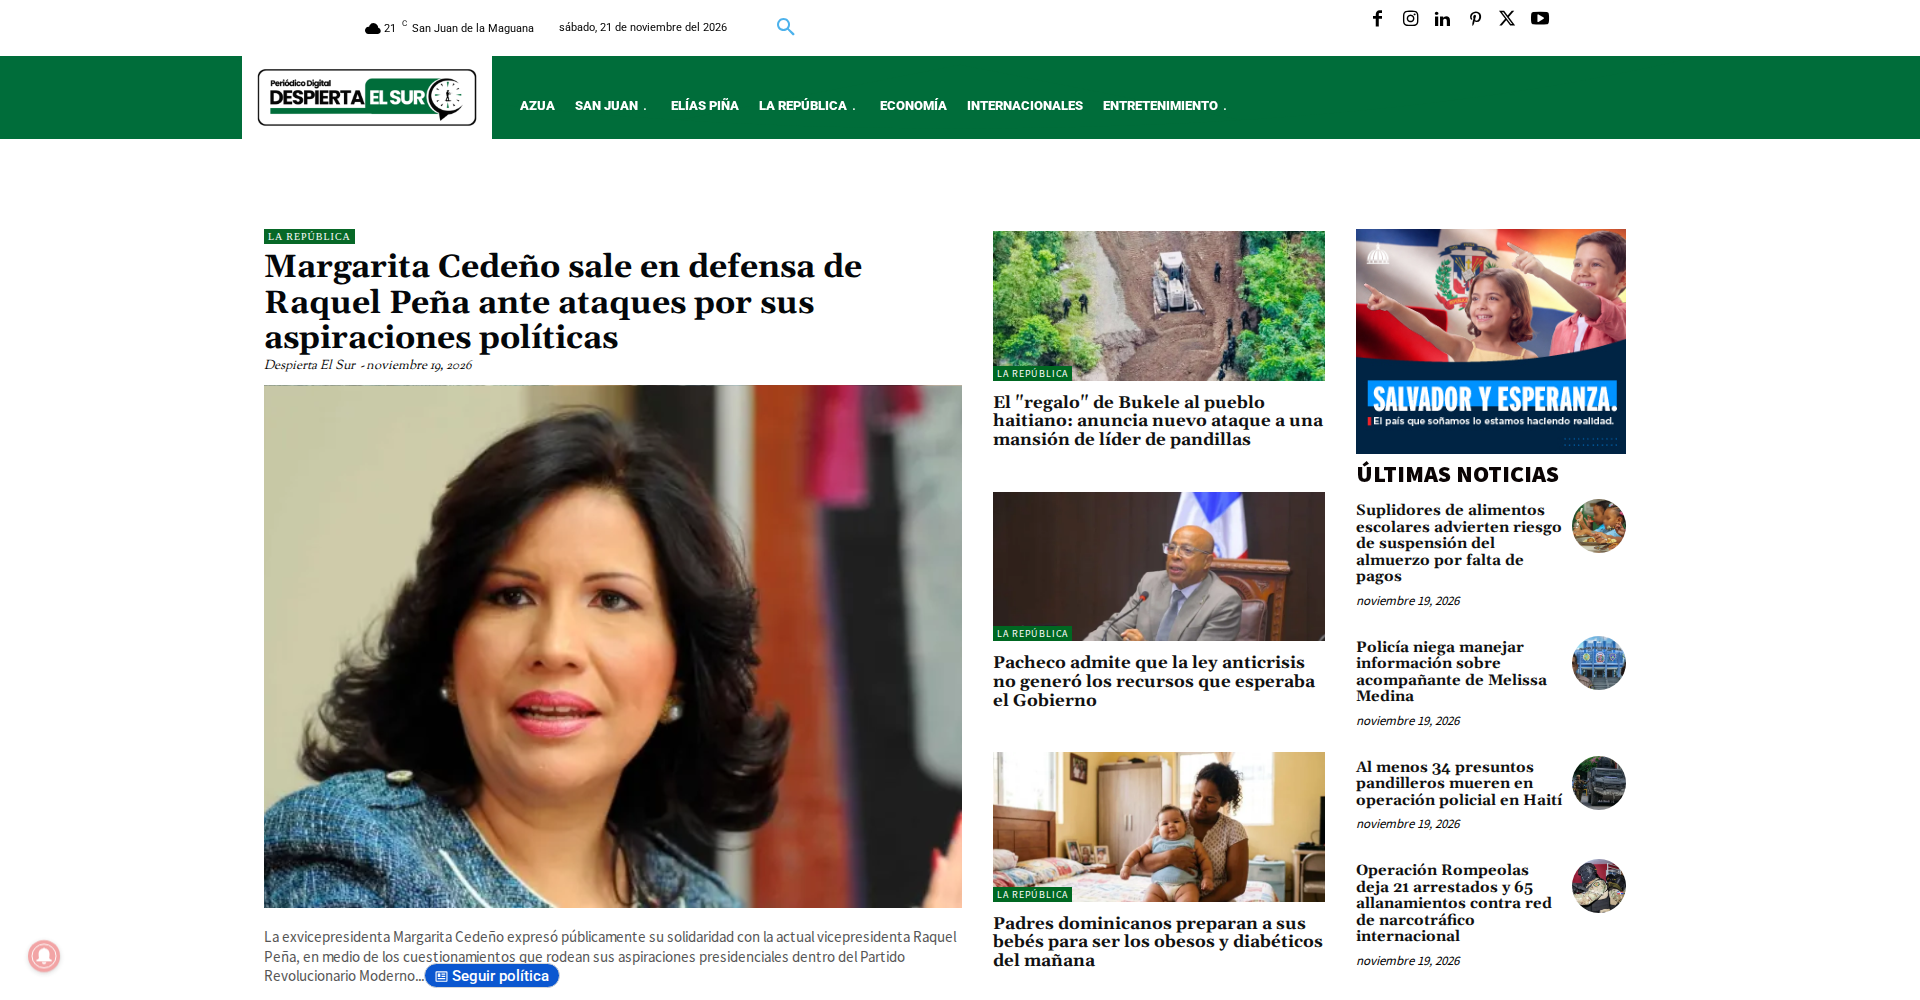 21 C San Juan de la Maguana
sábado, 21 de noviembre del 2026
Periódico Digital
DESPIERTA EL SUR
AZUA
SAN JUAN
ELÍAS PIÑA
LA REPÚBLICA
ECONOMÍA
INTERNACIONALES
ENTRETENIMIENTO
LA REPÚBLICA
Margarita Cedeño sale en defensa de
Raquel Peña ante ataques por sus
aspiraciones políticas
Despierta El Sur - noviembre 19, 2026
La exvicepresidenta Margarita Cedeño expresó públicamente su solidaridad con la actual vicepresidenta Raquel
Peña, en medio de los cuestionamientos que rodean sus aspiraciones presidenciales dentro del Partido
Revolucionario Moderno...
Seguir política
LA REPÚBLICA
El "regalo" de Bukele al pueblo
haitiano: anuncia nuevo ataque a una
mansión de líder de pandillas
LA REPÚBLICA
Pacheco admite que la ley anticrisis
no generó los recursos que esperaba
el Gobierno
LA REPÚBLICA
Padres dominicanos preparan a sus
bebés para ser los obesos y diabéticos
del mañana
SALVADOR Y ESPERANZA.
El país que soñamos lo estamos haciendo realidad.
ÚLTIMAS NOTICIAS
Suplidores de alimentos
escolares advierten riesgo
de suspensión del
almuerzo por falta de
pagos
noviembre 19, 2026
Policía niega manejar
información sobre
acompañante de Melissa
Medina
noviembre 19, 2026
Al menos 34 presuntos
pandilleros mueren en
operación policial en Haití
noviembre 19, 2026
Operación Rompeolas
deja 21 arrestados y 65
allanamientos contra red
de narcotráfico
internacional
noviembre 19, 2026